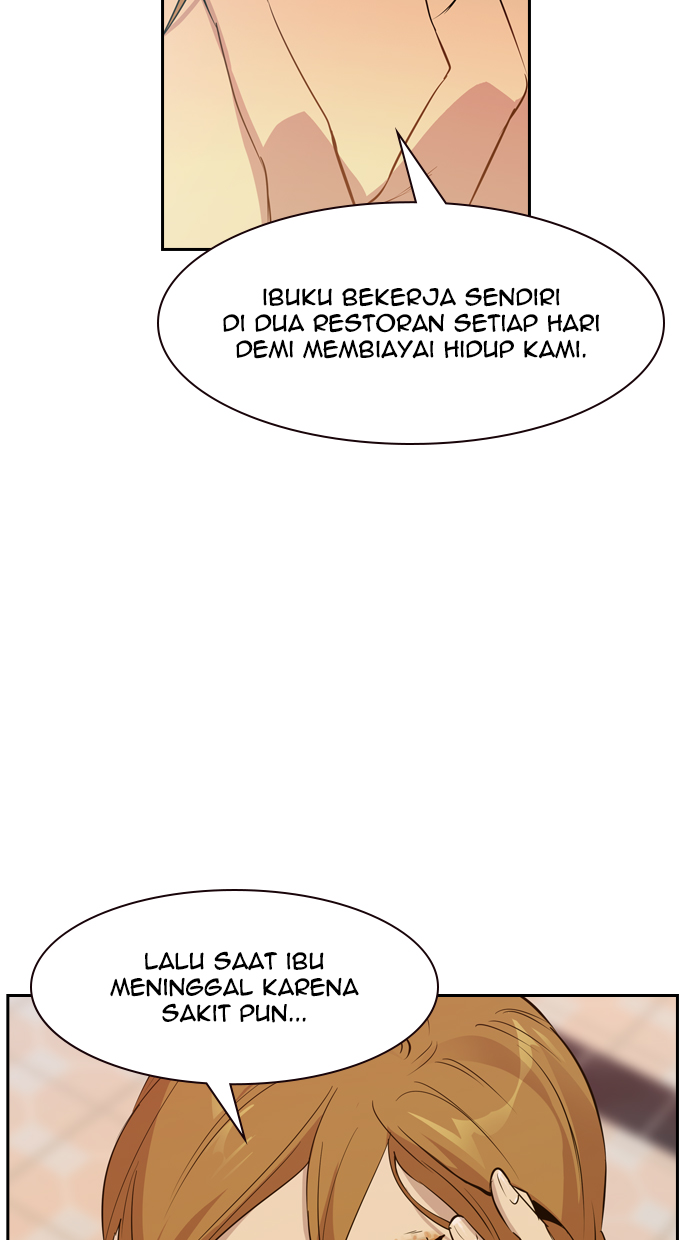 IBUKU BEKERJA SENDIRI
DI DUA RESTORAN SETIAP HARI
DEMI MEMBIAYAI HIDUP KAMI.
LALU SAAT IBU
MENINGGAL KARENA
SAKIT PUN...